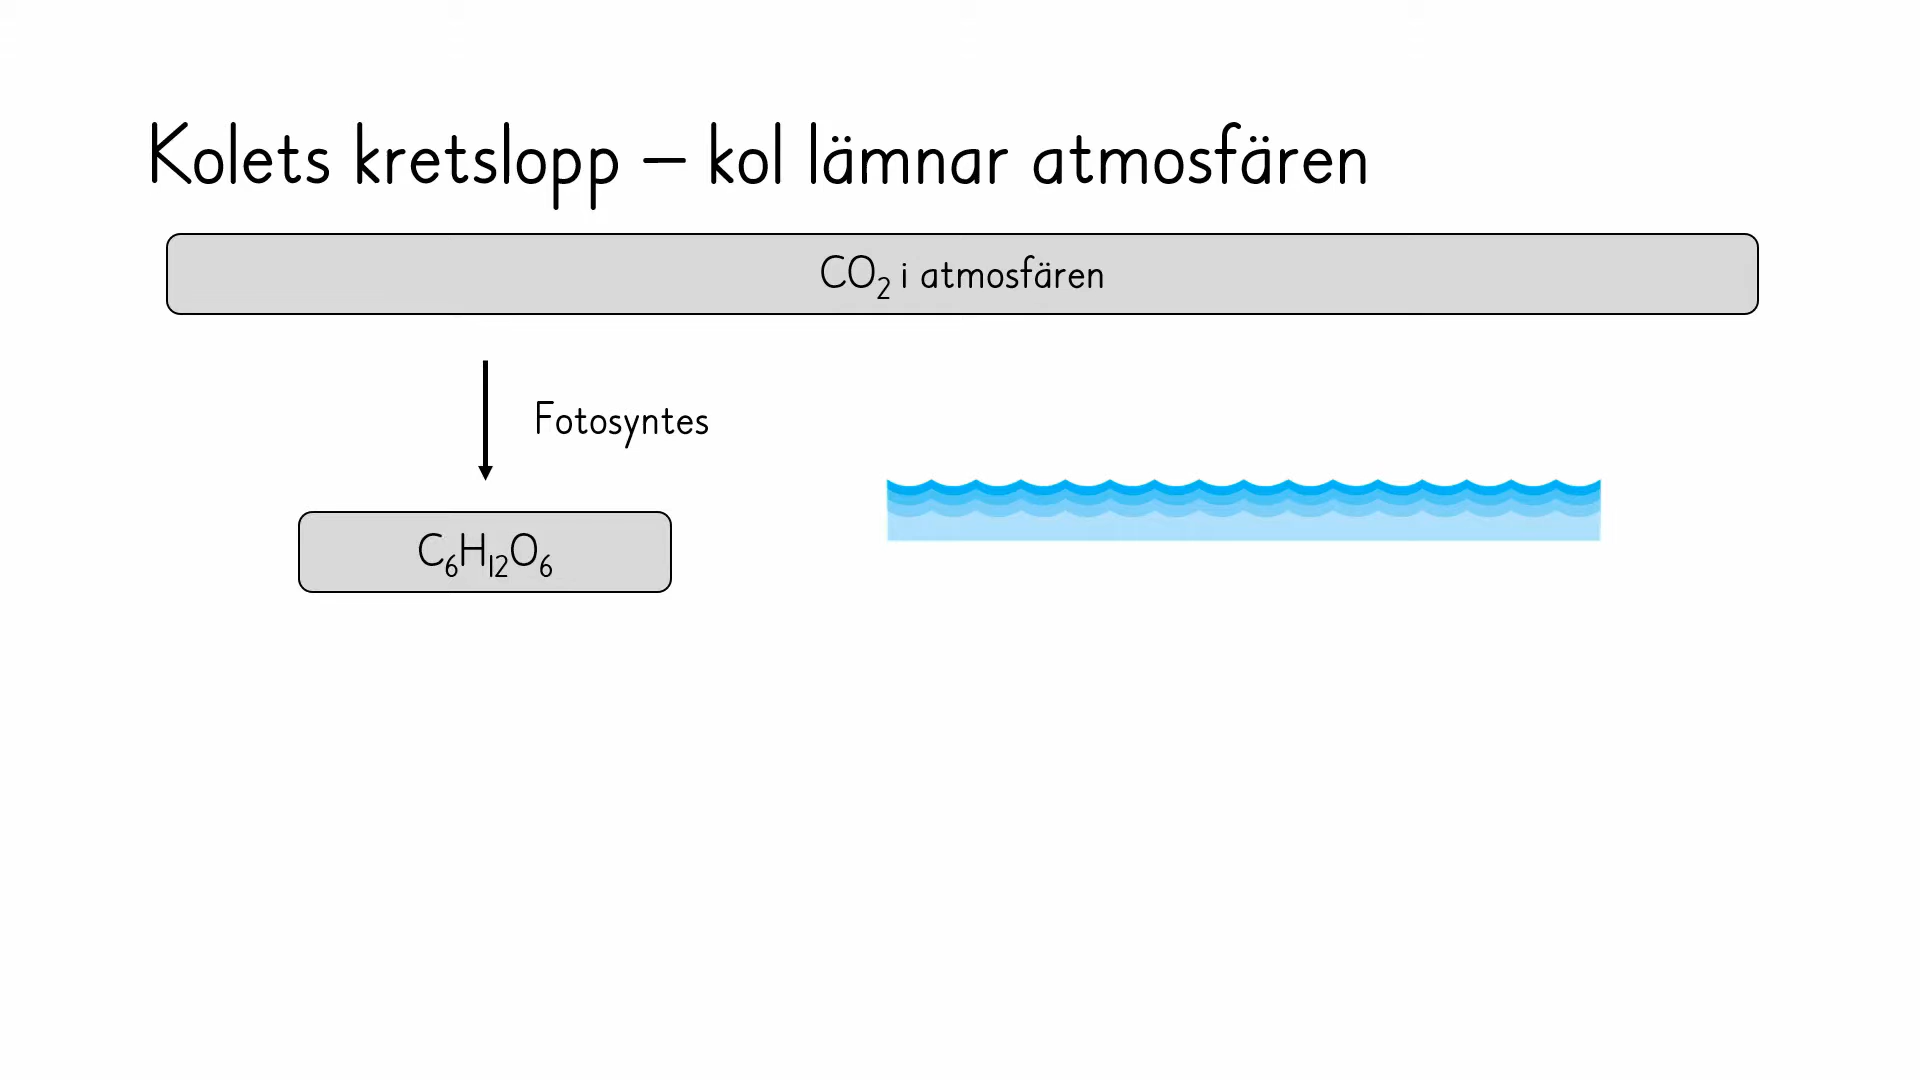 Kolets kretslopp – kol lämnar atmosfären
CO₂ i atmosfären
Fotosyntes
C₆H₁₂O₆